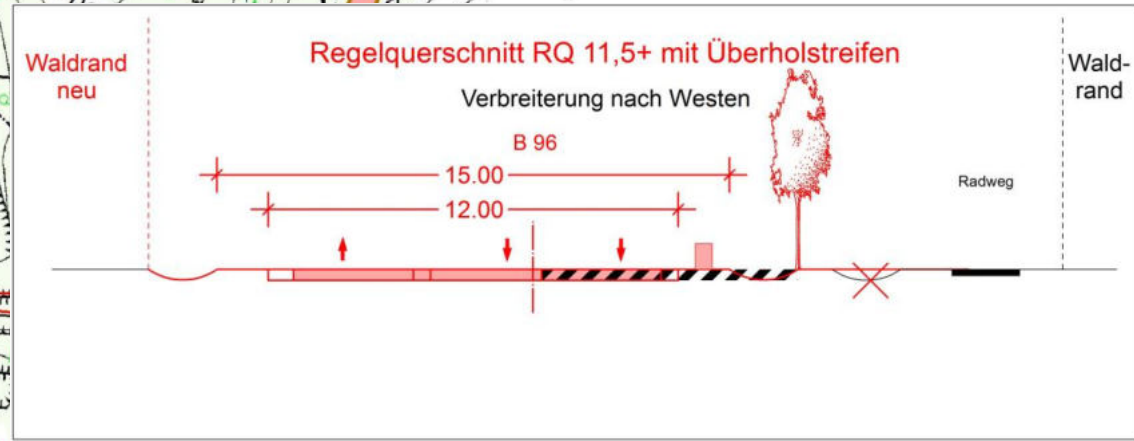 Regelquerschnitt RQ 11,5+ mit Überholstreifen
Waldrand
neu
Wald-
rand
Verbreiterung nach Westen
B 96
15.00
Radweg
12.00